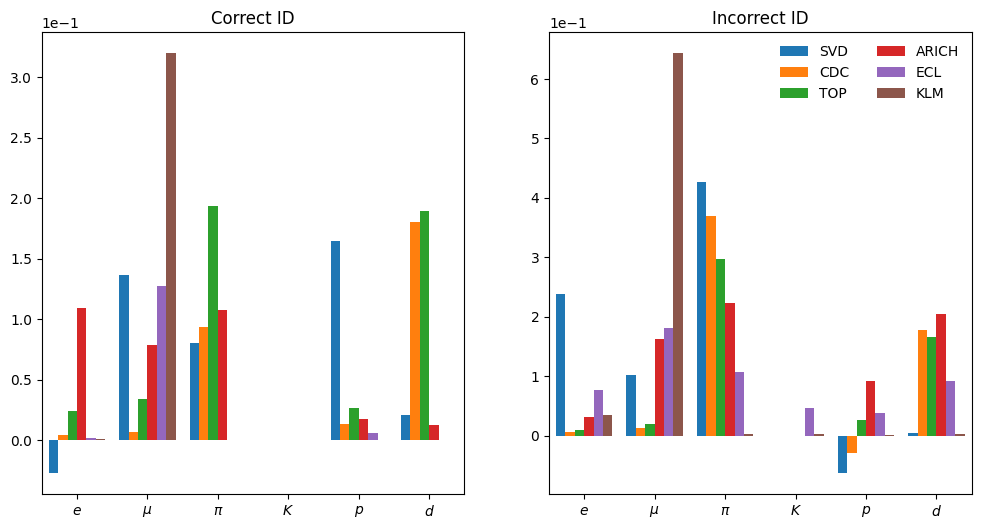 Correct ID
1e−1
3.0
2.5
2.0
1.5
1.0
0.5
0.0
e μ π K p d
Incorrect ID
1e−1
SVD ARICH
CDC ECL
TOP KLM
6
5
4
3
2
1
0
e μ π K p d